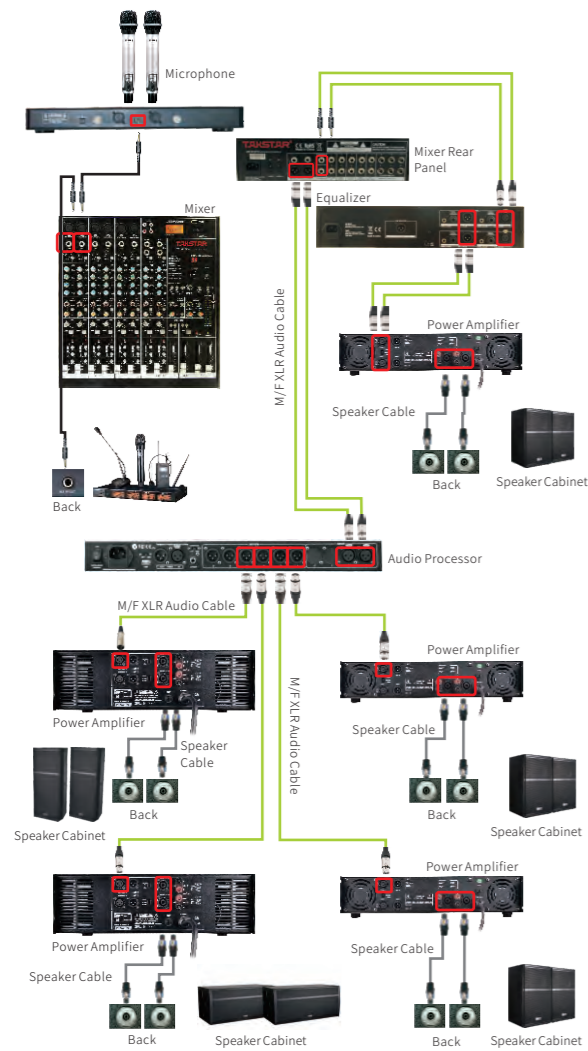 Microphone
TAKSTAR
Mixer Rear
Panel
Equalizer
Mixer
TAKSTAR
M/F XLR Audio Cable
Power Amplifier
Speaker Cable
Back
Speaker Cabinet
Back
Audio Processor
M/F XLR Audio Cable
Power Amplifier
M/F XLR Audio Cable
Power Amplifier
Speaker
Cable
Speaker Cable
Back
Speaker Cabinet
Back
Speaker Cabinet
Power Amplifier
Power Amplifier
Speaker Cable
Speaker Cable
Back
Speaker Cabinet
Back
Speaker Cabinet